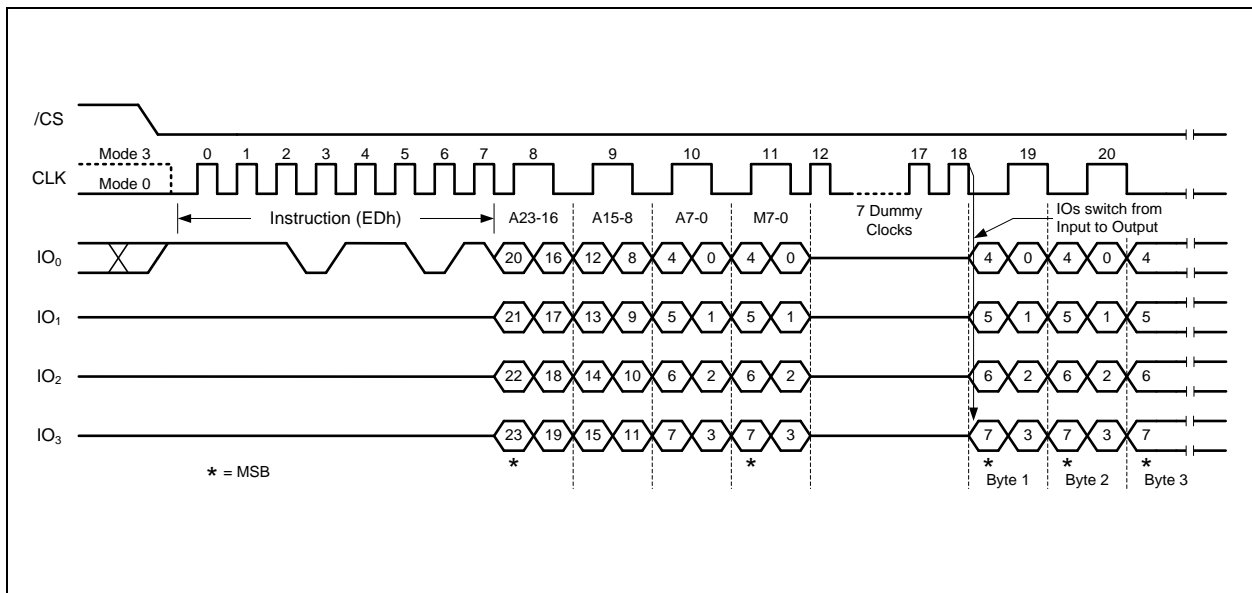 /CS
Mode 3 0 1 2 3 4 5 6 7 8 9 10 11 12 17 18 19 20
CLK
Mode 0
Instruction (EDh) A23-16 A15-8 A7-0 M7-0 7 Dummy IOs switch from
Clocks Input to Output
IO₀ 20 16 12 8 4 0 4 0 4 0 4 0 4
IO₁ 21 17 13 9 5 1 5 1 5 1 5 1 5
IO₂ 22 18 14 10 6 2 6 2 6 2 6 2 6
IO₃ 23 19 15 11 7 3 7 3 7 3 7 3 7
* * * * *
* = MSB
Byte 1 Byte 2 Byte 3